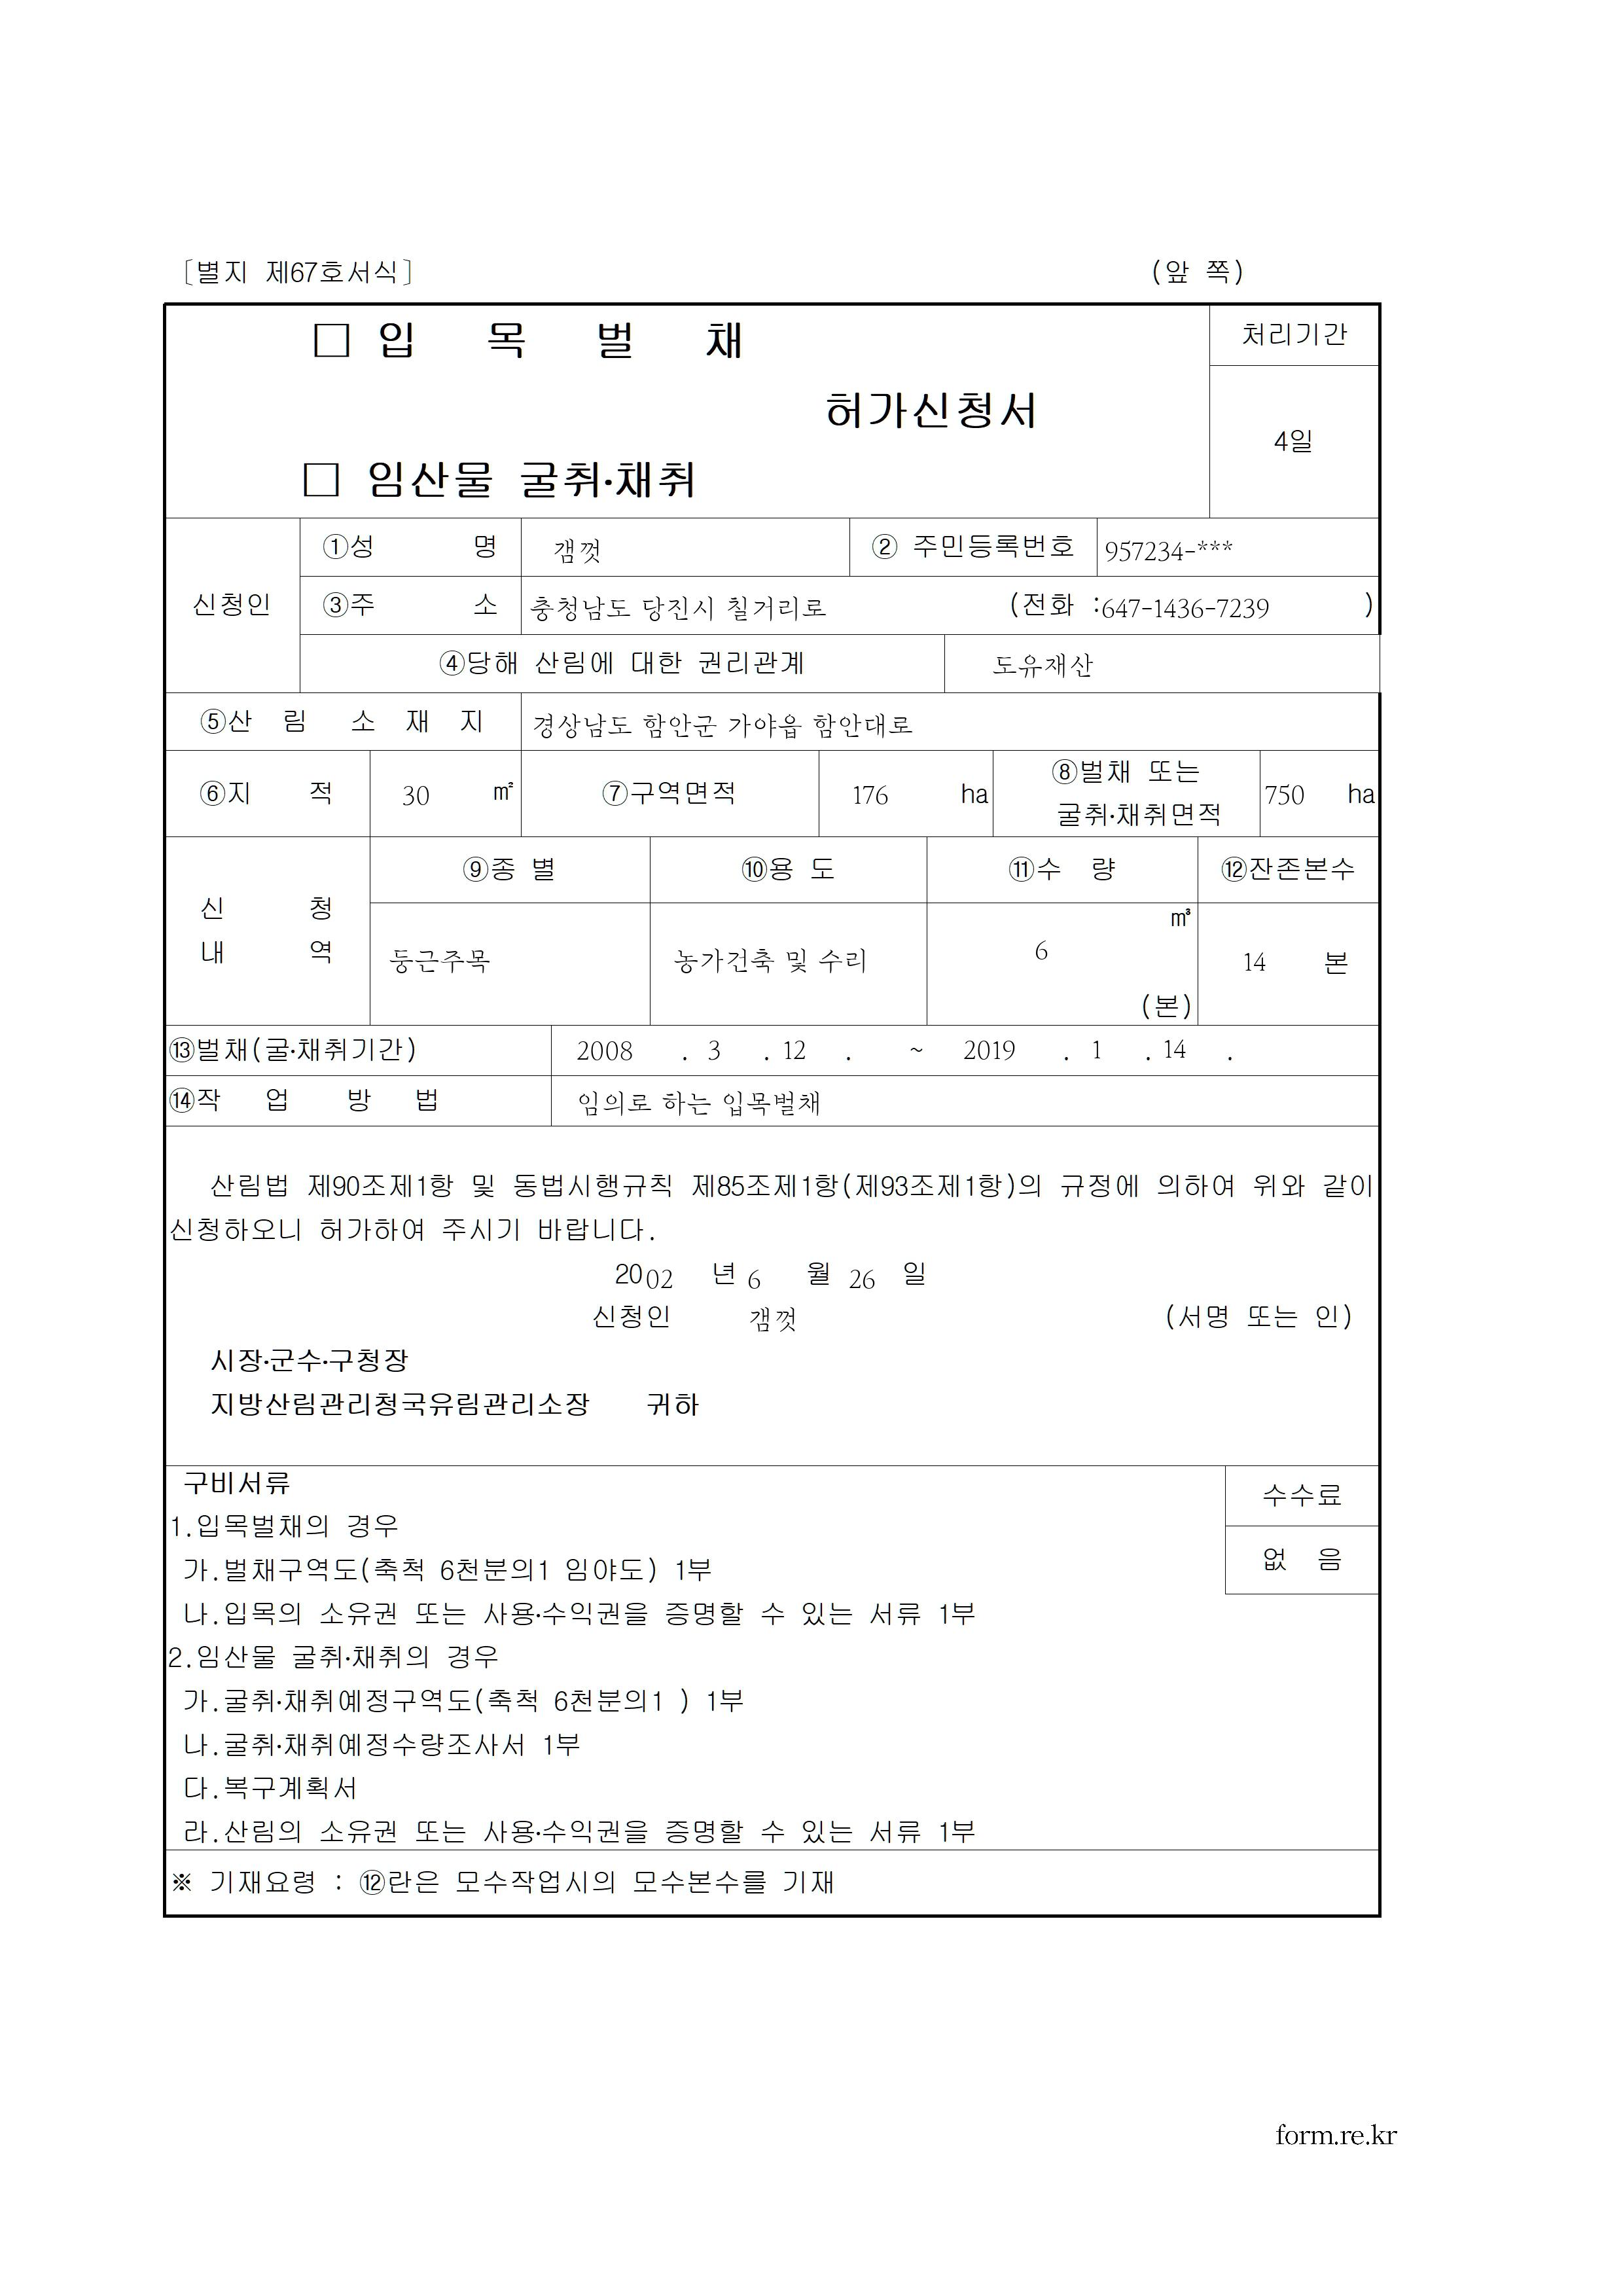 [별지 제67호서식] (앞 쪽)
□ 입 목 벌 채
처리기간
허가신청서
4일
□ 임산물 굴취·채취
신청인
①성 명 갬껏 ② 주민등록번호 957234-***
③주 소 충청남도 당진시 칠거리로 (전화 :647-1436-7239 )
④당해 산림에 대한 권리관계 도유재산
⑤산 림 소 재 지 경상남도 함안군 가야읍 함안대로
⑥지 적 30 ㎡ ⑦구역면적 176 ha ⑧벌채 또는
굴취·채취면적 750 ha
신 청
내 역
⑨종 별 ⑩용 도 ⑪수 량 ⑫잔존본수
둥근주목 농가건축 및 수리 6 ㎥
(본)
14 본
⑬벌채(굴·채취기간) 2008 . 3 . 12 . ~ 2019 . 1 . 14 .
⑭작 업 방 법 임의로 하는 입목벌채
산림법 제90조제1항 및 동법시행규칙 제85조제1항(제93조제1항)의 규정에 의하여 위와 같이
신청하오니 허가하여 주시기 바랍니다.
2002 년 6 월 26 일
신청인 갬껏 (서명 또는 인)
시장·군수·구청장
지방산림관리청국유림관리소장 귀하
구비서류
수수료
1.입목벌채의 경우
없 음
가.벌채구역도(축척 6천분의1 임야도) 1부
나.입목의 소유권 또는 사용·수익권을 증명할 수 있는 서류 1부
2.임산물 굴취·채취의 경우
가.굴취·채취예정구역도(축척 6천분의1 ) 1부
나.굴취·채취예정수량조사서 1부
다.복구계획서
라.산림의 소유권 또는 사용·수익권을 증명할 수 있는 서류 1부
※ 기재요령 : ⑫란은 모수작업시의 모수본수를 기재
form.re.kr